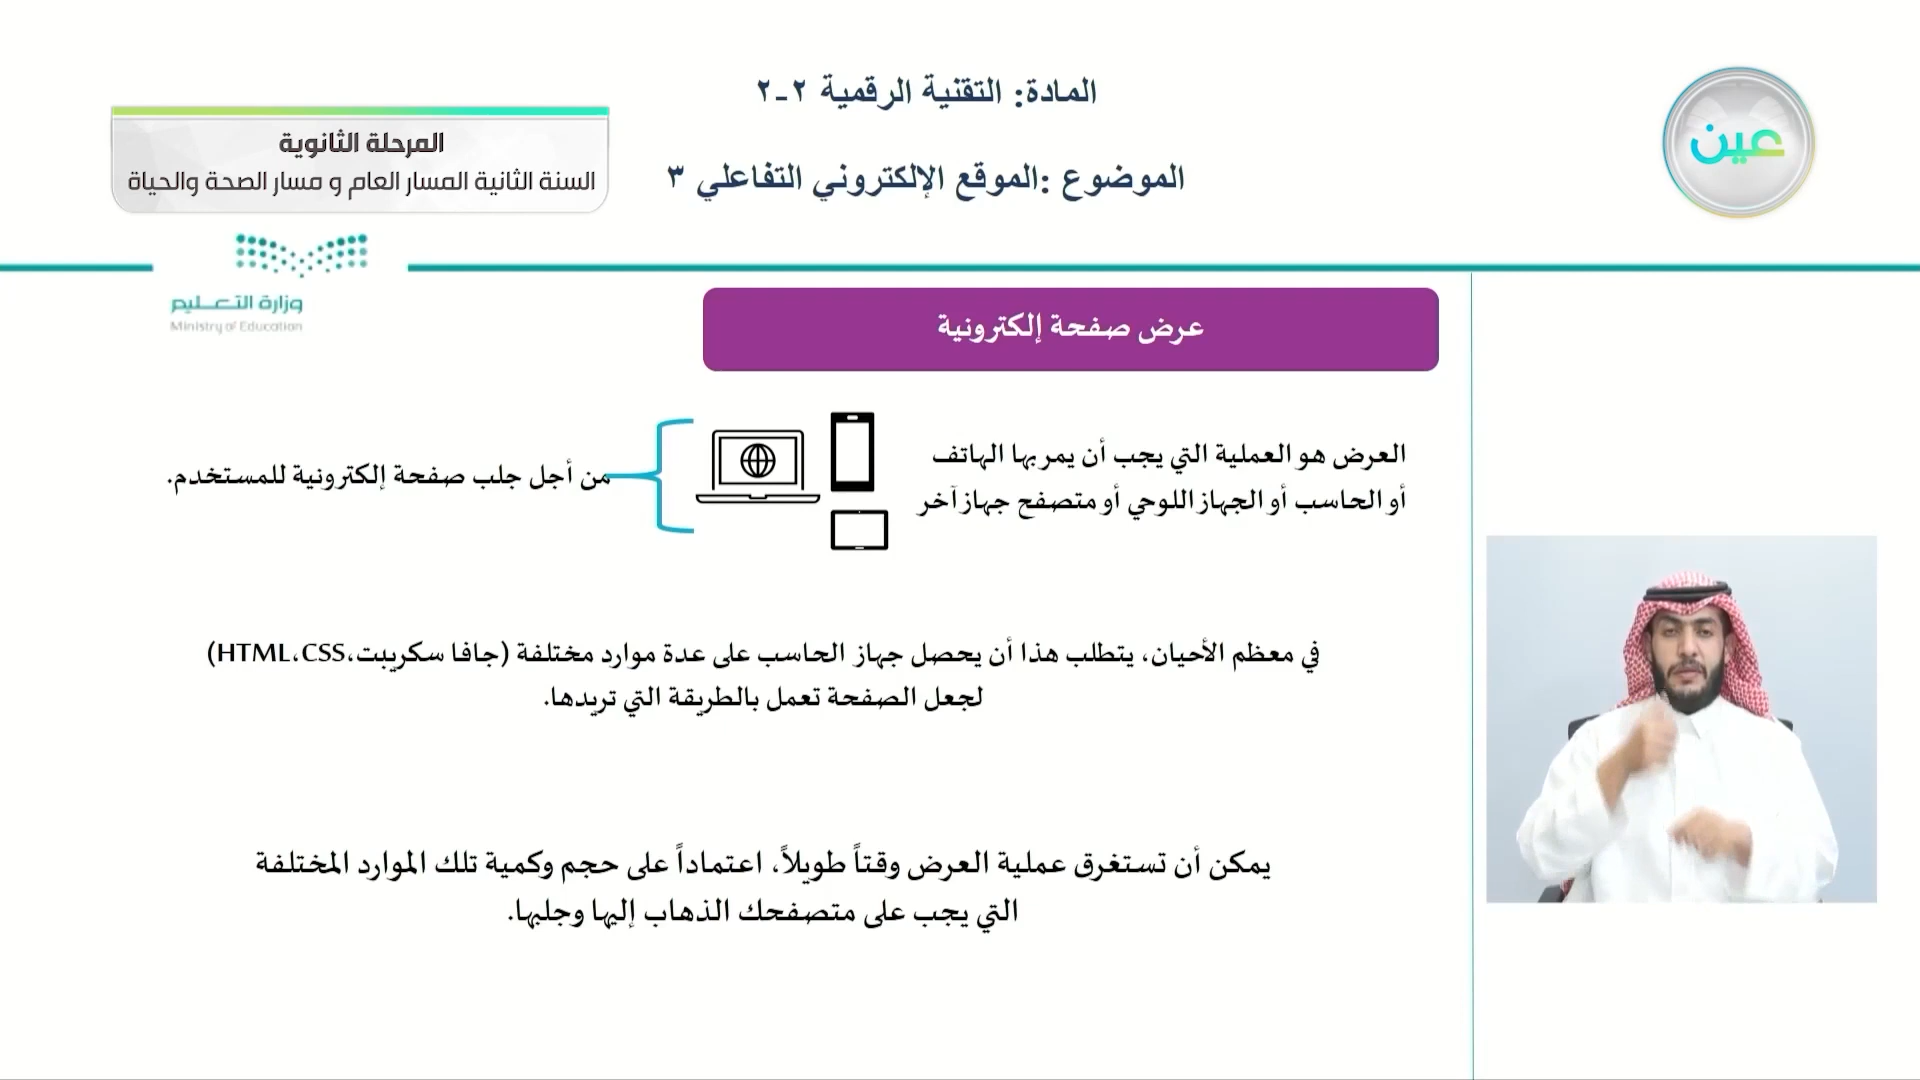 المادة: التقنية الرقمية ٢-٢
الموضوع :الموقع الإلكتروني التفاعلي ٣
عين
المرحلة الثانوية
السنة الثانية المسار العام و مسار الصحة والحياة
وزارة التعليم
Ministry of Education
عرض صفحة إلكترونية
العرض هو العملية التي يجب أن يمر بها الهاتف
أو الحاسب أو الجهاز اللوحي أو متصفح جهاز آخر
من أجل جلب صفحة إلكترونية للمستخدم.
في معظم الأحيان، يتطلب هذا أن يحصل جهاز الحاسب على عدة موارد مختلفة (جافا سكريبت،HTML،CSS)
لجعل الصفحة تعمل بالطريقة التي تريدها.
يمكن أن تستغرق عملية العرض وقتاً طويلاً، اعتماداً على حجم وكمية تلك الموارد المختلفة
التي يجب على متصفحك الذهاب إليها وجلبها.